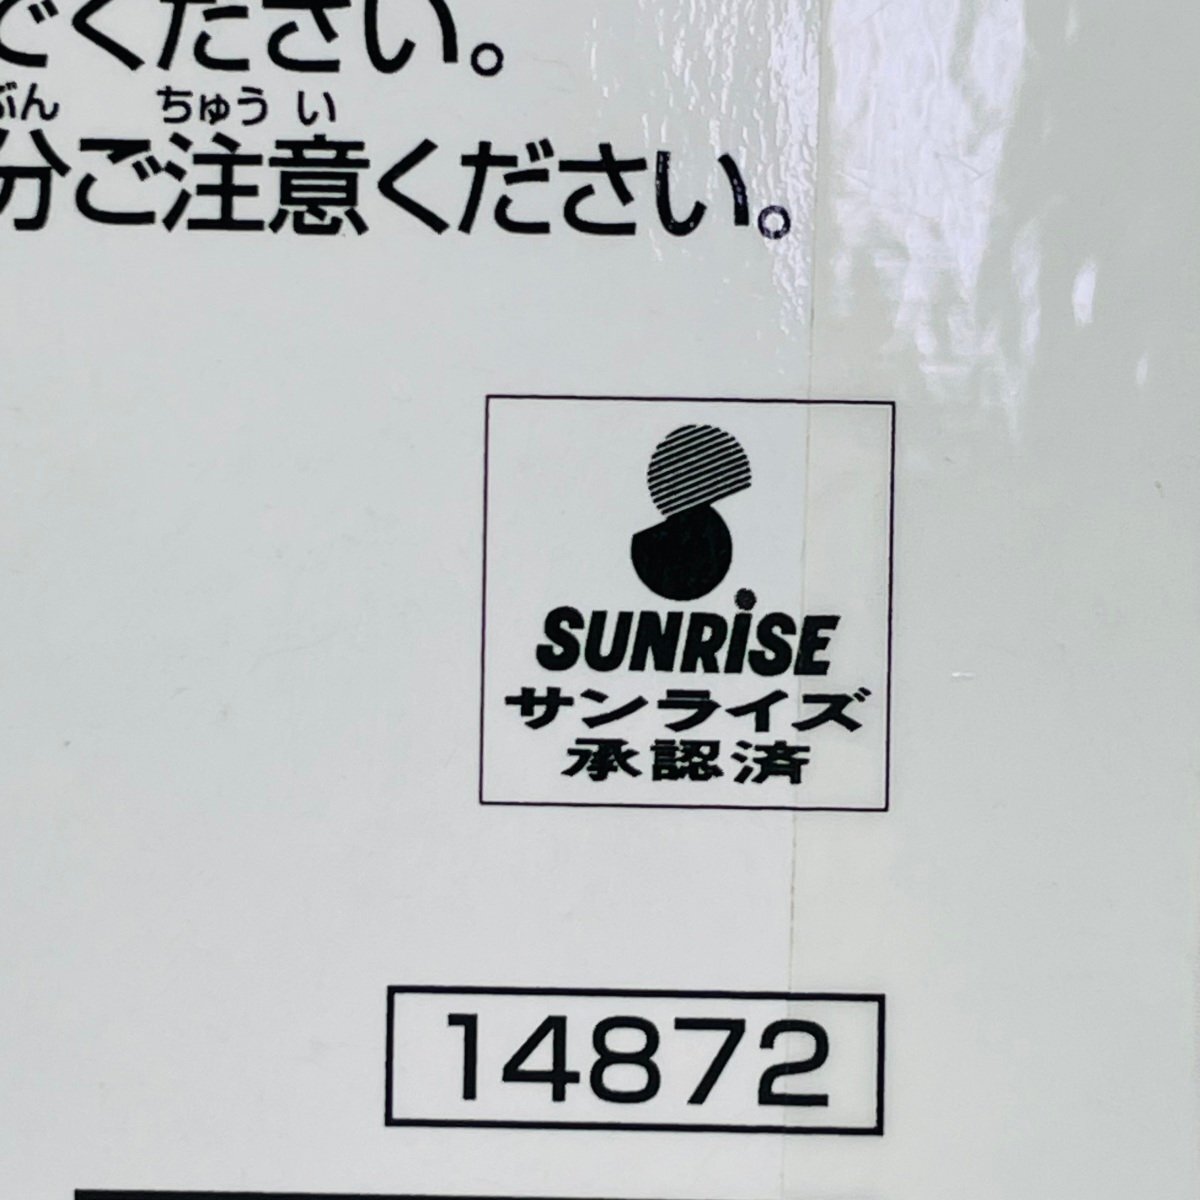 でください。
ぶん ちゅう い
分ご注意ください。
SUNRiSE
サンライズ
承認済
14872